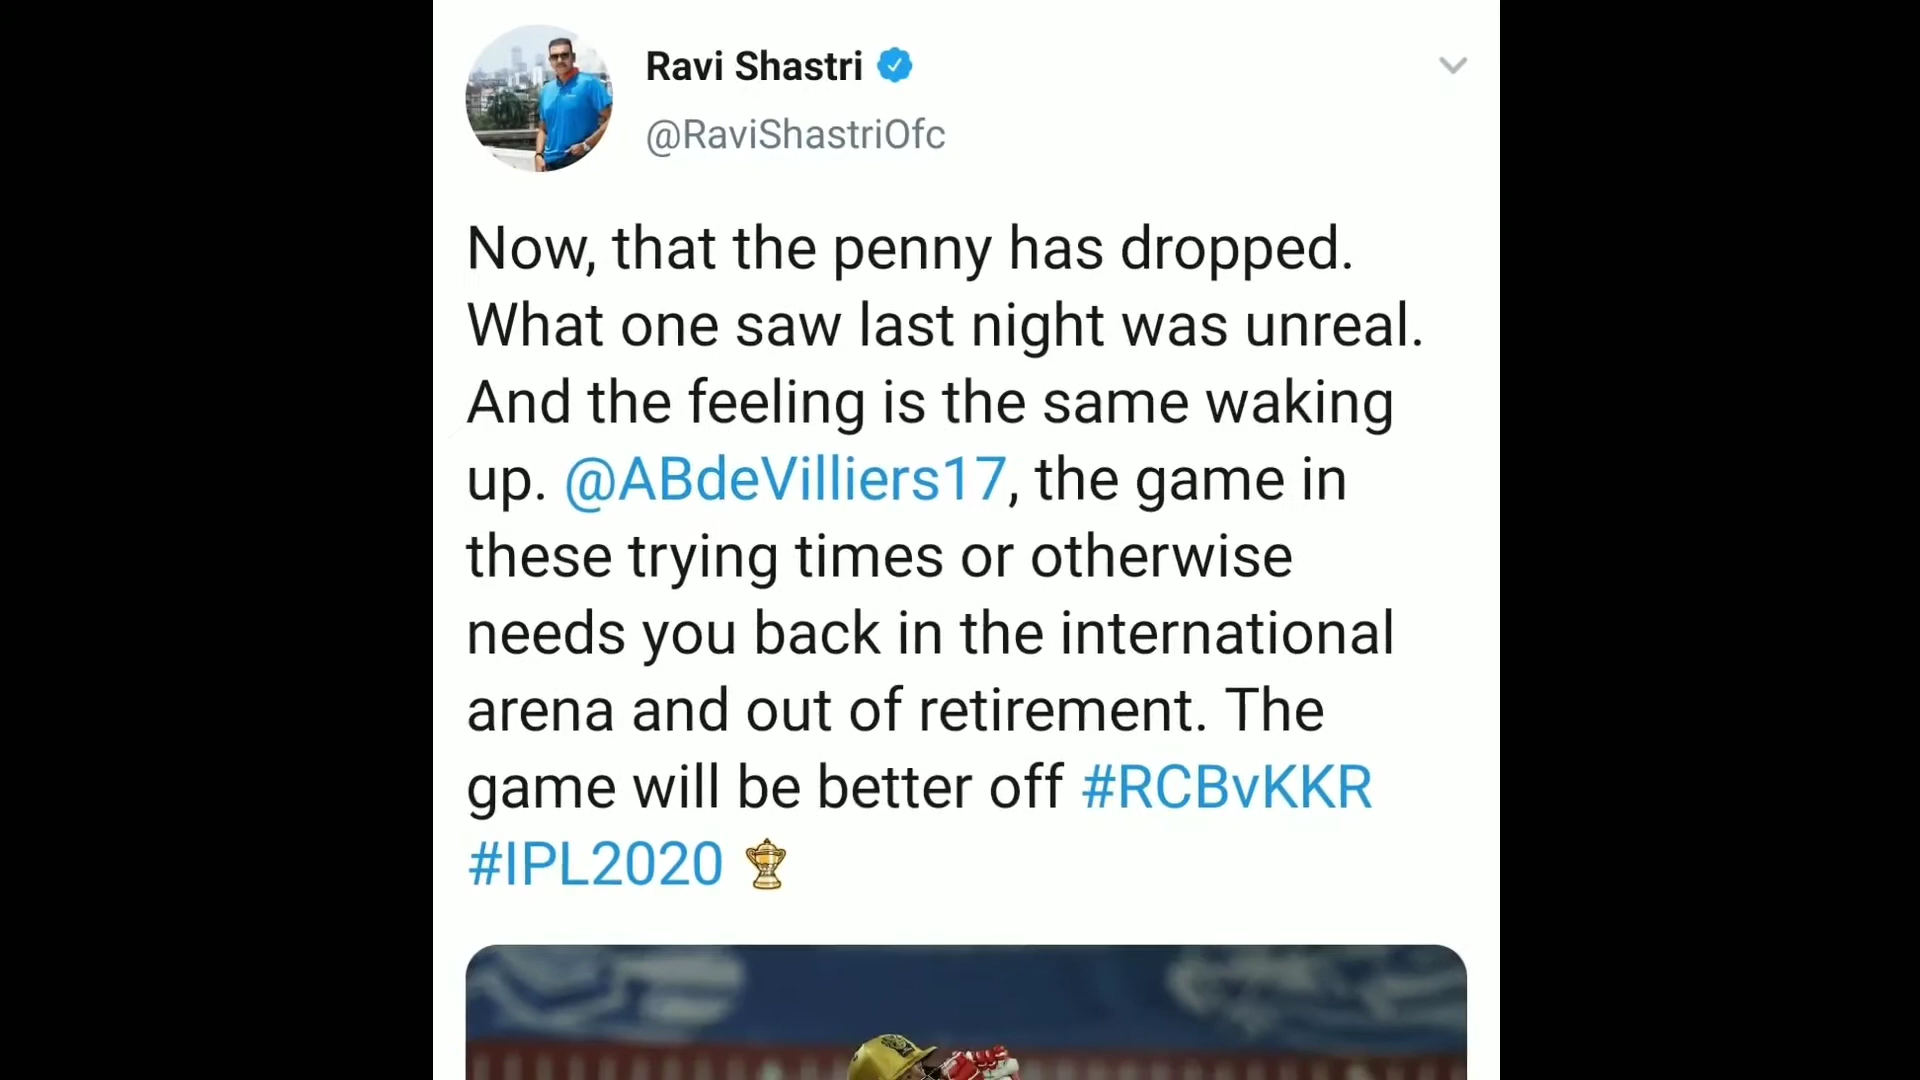 Ravi Shastri
@RaviShastriOfc
Now, that the penny has dropped.
What one saw last night was unreal.
And the feeling is the same waking
up. @ABdeVilliers17, the game in
these trying times or otherwise
needs you back in the international
arena and out of retirement. The
game will be better off #RCBvKKR
#IPL2020